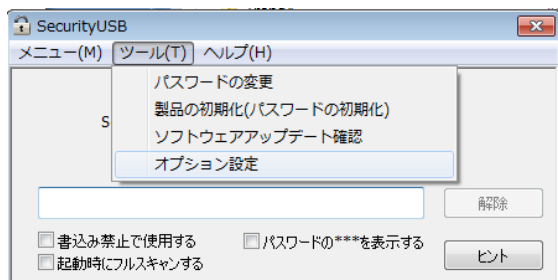 SecurityUSB
メニュー(M) ツール(T) ヘルプ(H)
パスワードの変更
製品の初期化(パスワードの初期化)
S
ソフトウェアアップデート確認
オプション設定
解除
書込み禁止で使用する
パスワードの***を表示する
起動時にフルスキャンする
ヒント